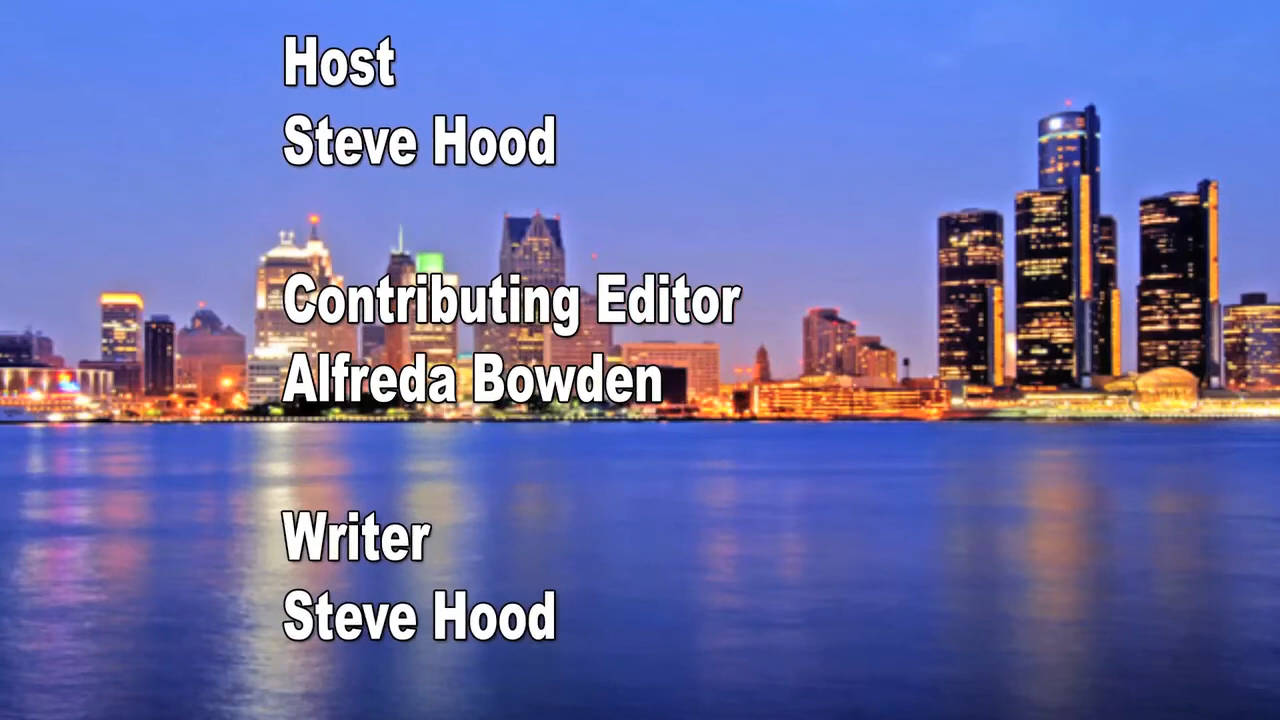 Host
Steve Hood
Contributing Editor
Alfreda Bowden
Writer
Steve Hood